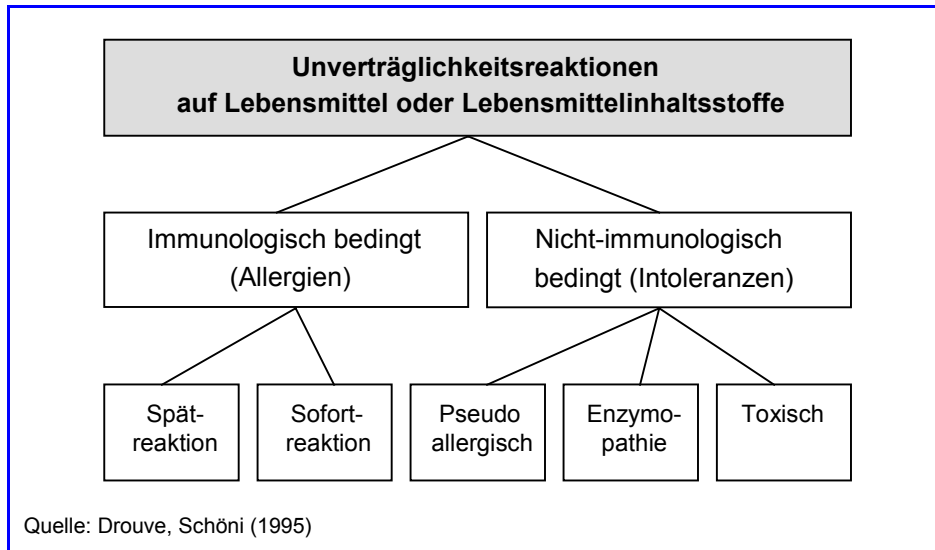 Unverträglichkeitsreaktionen
auf Lebensmittel oder Lebensmittelinhaltsstoffe
Immunologisch bedingt
(Allergien)
Nicht-immunologisch
bedingt (Intoleranzen)
Spät-
reaktion
Sofort-
reaktion
Pseudo
allergisch
Enzymo-
pathie
Toxisch
Quelle: Drouve, Schöni (1995)